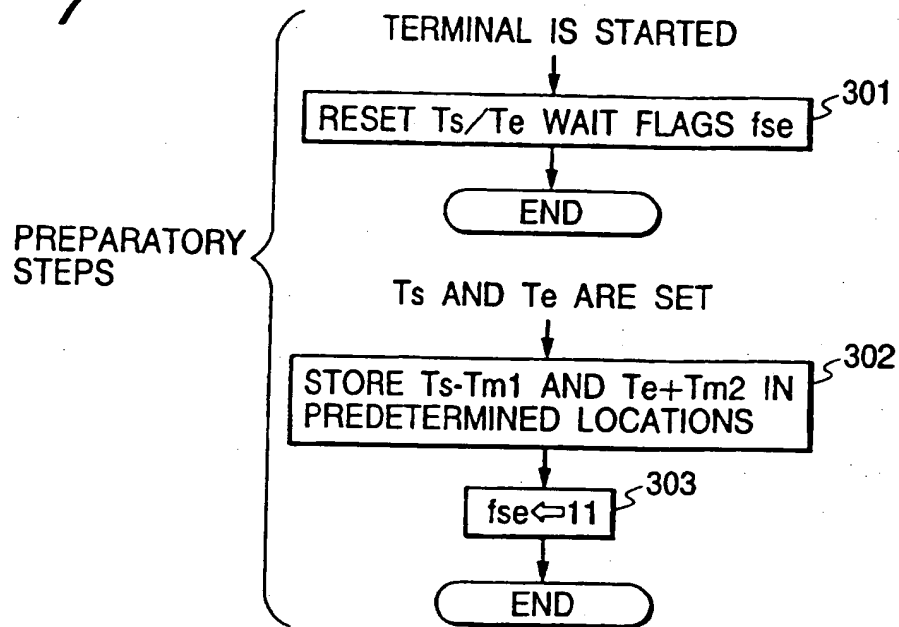 TERMINAL IS STARTED
301
RESET Ts/Te WAIT FLAGS fse
END
PREPARATORY
STEPS
Ts AND Te ARE SET
302
STORE Ts-Tm1 AND Te+Tm2 IN
PREDETERMINED LOCATIONS
303
fse⇦11
END